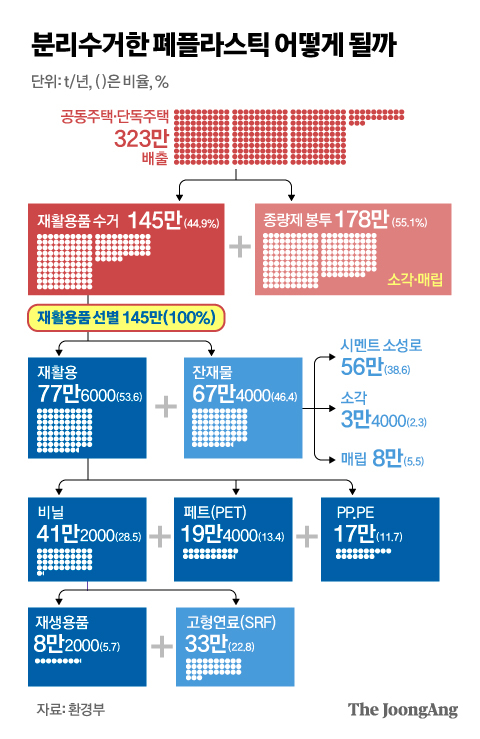 분리수거한 폐플라스틱 어떻게 될까
단위: t/년, ( )은 비율, %
공동주택·단독주택
323만
배출
재활용품 수거 145만(44.9%)
종량제 봉투 178만(55.1%)
소각·매립
재활용품 선별 145만(100%)
재활용
77만6000(53.6)
잔재물
67만4000(46.4)
시멘트 소성로
56만(38.6)
소각
3만4000(2.3)
매립 8만(5.5)
비닐
41만2000(28.5)
페트(PET)
19만4000(13.4)
PP,PE
17만(11.7)
재생용품
8만2000(5.7)
고형연료(SRF)
33만(22.8)
자료: 환경부
The JoongAng